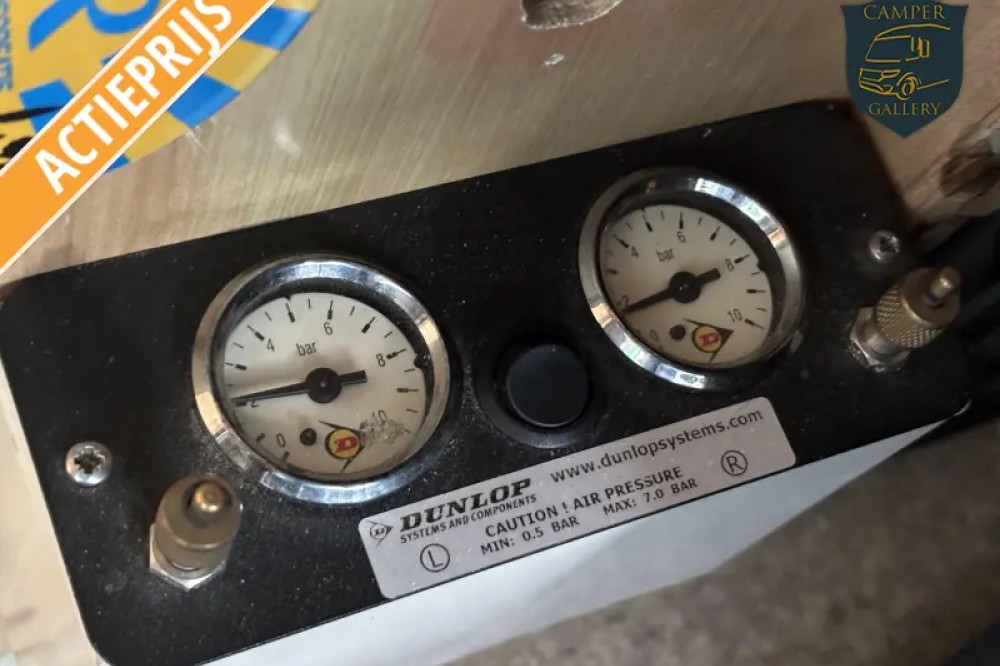 ACTIEPRIJS
CAMPER
GALLERY
6
4
bar
8
2
10
0
D
6
4
bar
8
2
10
0
D
DUNLOP
SYSTEMS AND COMPONENTS
www.dunlopsystems.com
CAUTION ! AIR PRESSURE
MIN: 0.5 BAR MAX: 7.0 BAR
L
R